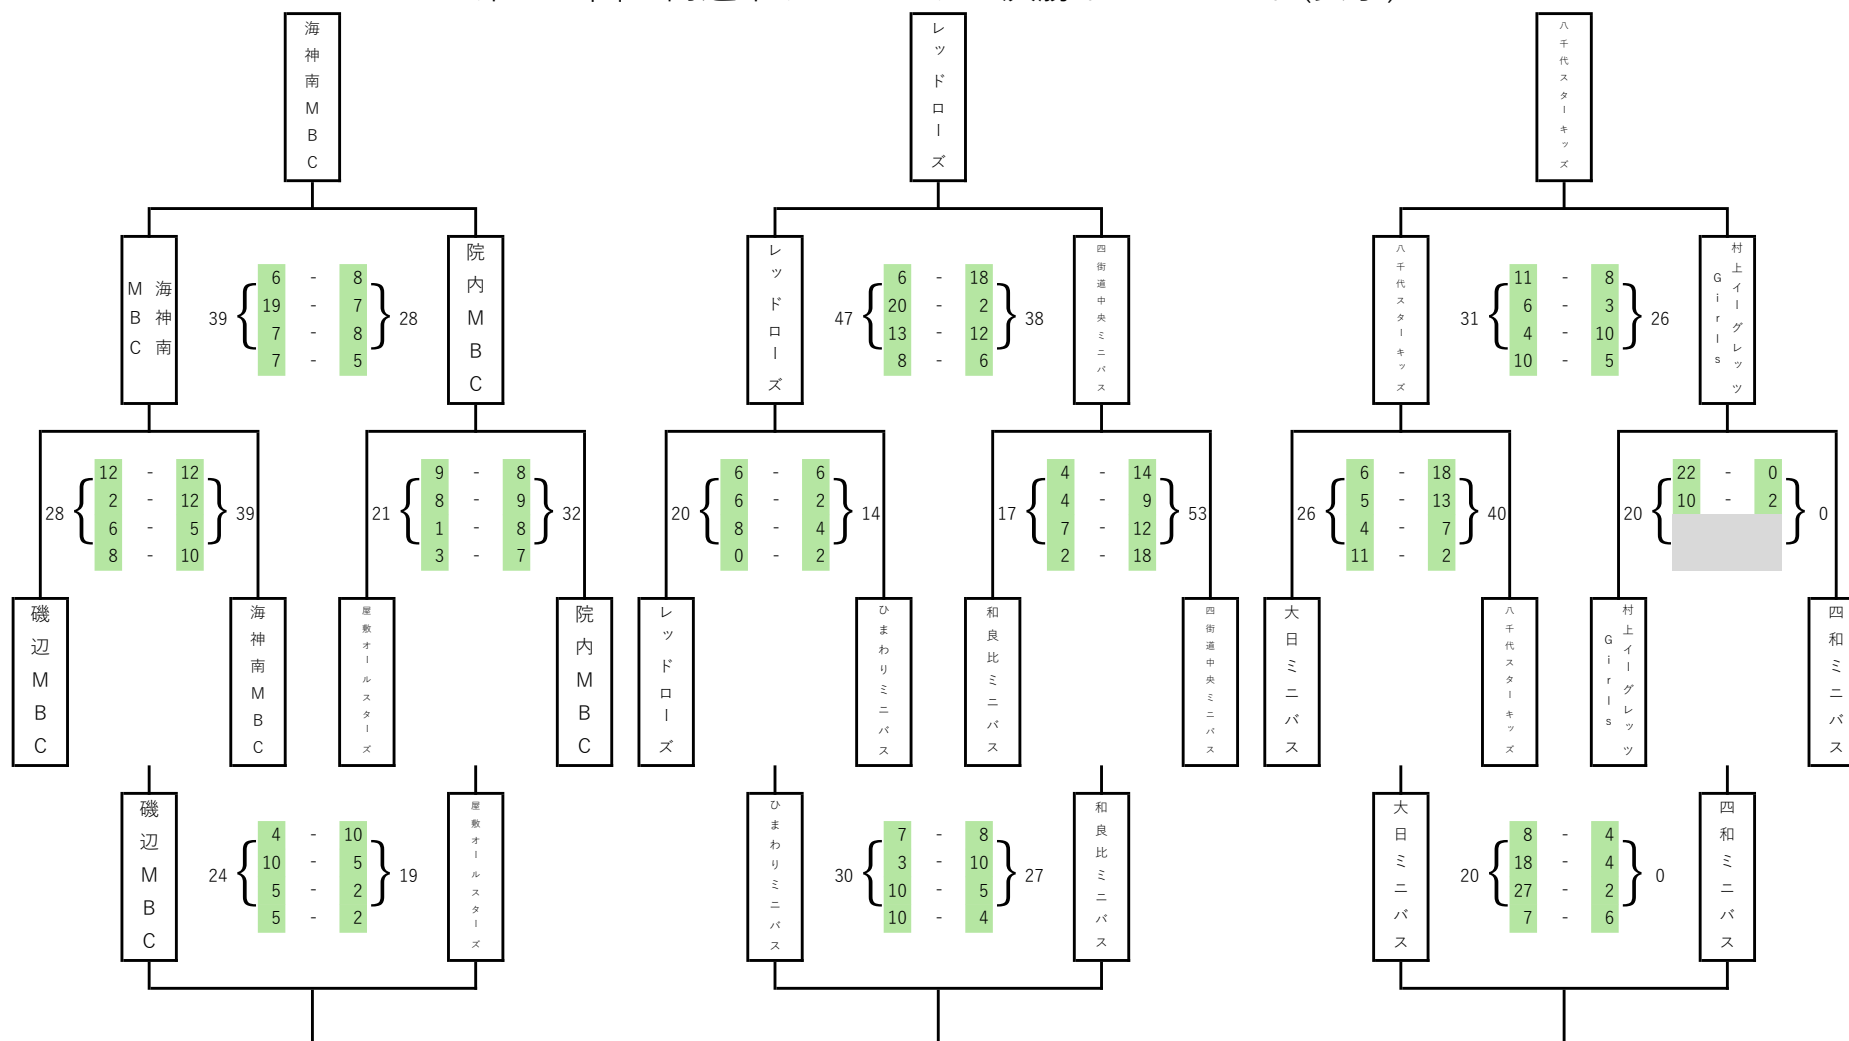 海神南MBC
レッドローズ
八千代スターキッズ
海神南
MBC
39
6 - 8
19 - 7
7 - 8
7 - 5
28
院内MBC
レッドローズ
47
6 - 18
20 - 2
13 - 12
8 - 6
38
四街道中央ミニバス
八千代スターキッズ
31
11 - 8
6 - 3
4 - 10
10 - 5
26
村上イーグレッツ
Girls
28
12 - 12
2 - 12
6 - 5
8 - 10
39
21
9 - 8
8 - 9
1 - 8
3 - 7
32
20
6 - 6
6 - 2
8 - 4
0 - 2
14
17
4 - 14
4 - 9
7 - 12
2 - 18
53
26
6 - 18
5 - 13
4 - 7
11 - 2
40
20
22 - 0
10 - 2
0
磯辺MBC
海神南MBC
屋敷オールスターズ
院内MBC
レッドローズ
ひまわりミニバス
和良比ミニバス
四街道中央ミニバス
大日ミニバス
八千代スターキッズ
村上イーグレッツ
Girls
四和ミニバス
磯辺MBC
24
4 - 10
10 - 5
5 - 2
5 - 2
19
屋敷オールスターズ
ひまわりミニバス
30
7 - 8
3 - 10
10 - 5
10 - 4
27
和良比ミニバス
大日ミニバス
20
8 - 4
18 - 4
27 - 2
7 - 6
0
四和ミニバス